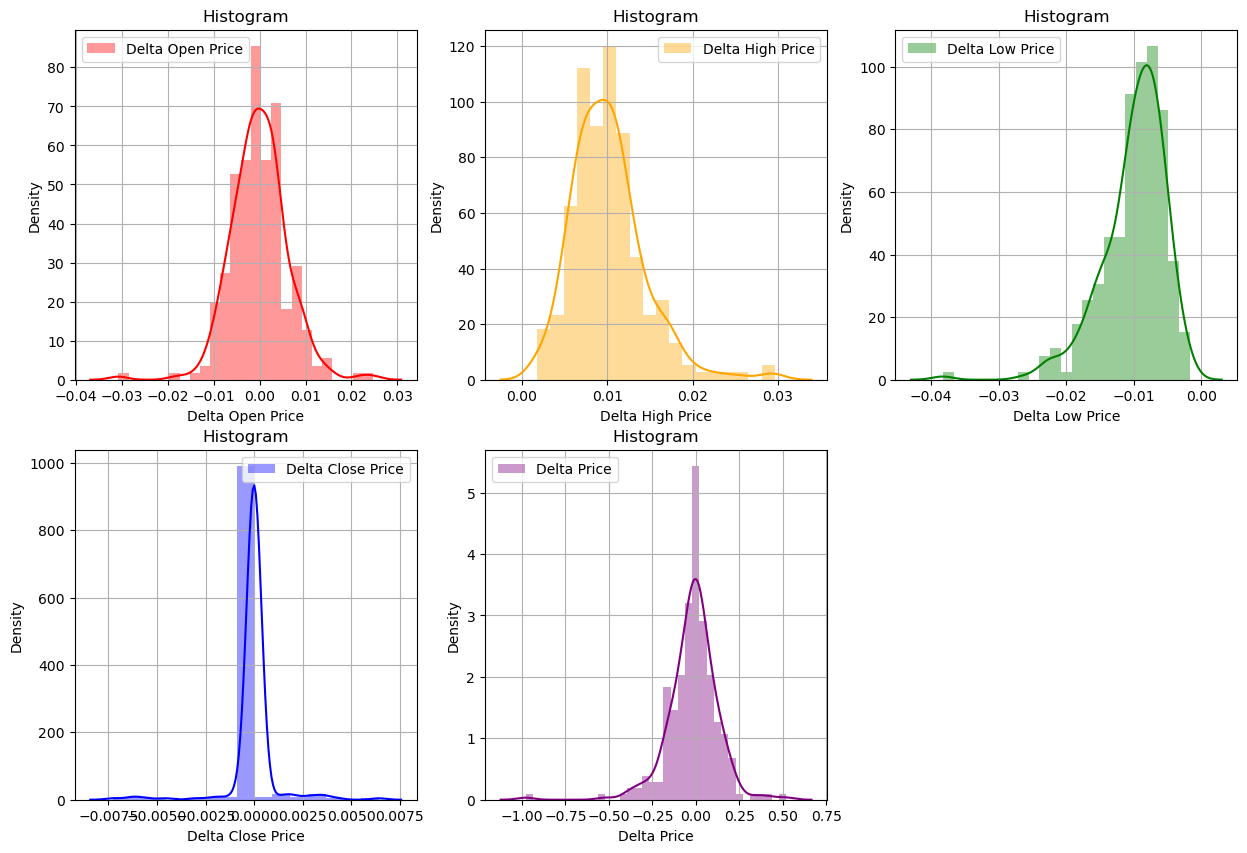 Histogram
Delta Open Price
Density
80
70
60
50
40
30
20
10
0
−0.04 −0.03 −0.02 −0.01 0.00 0.01 0.02 0.03
Delta Open Price
Histogram
Delta High Price
Density
120
100
80
60
40
20
0
0.00 0.01 0.02 0.03
Delta High Price
Histogram
Delta Low Price
Density
100
80
60
40
20
0
−0.04 −0.03 −0.02 −0.01 0.00
Delta Low Price
Histogram
Delta Close Price
Density
1000
800
600
400
200
0
−0.0075 −0.0050 −0.0025 0.0000 0.0025 0.0050 0.0075
Delta Close Price
Histogram
Delta Price
Density
5
4
3
2
1
0
−1.00 −0.75 −0.50 −0.25 0.00 0.25 0.50 0.75
Delta Price